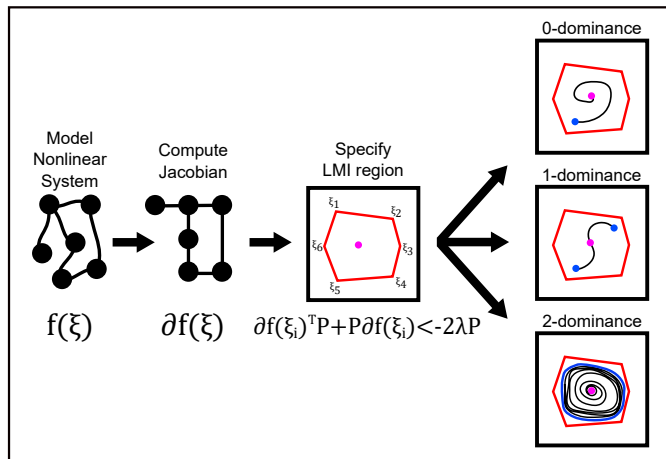 0-dominance
Model
Nonlinear
System
Compute
Jacobian
Specify
LMI region
ξ1
ξ2
ξ3
ξ4
ξ5
ξ6
f(ξ)
∂f(ξ)
∂f(ξᵢ)ᵀP+P∂f(ξᵢ)<-2λP
1-dominance
2-dominance